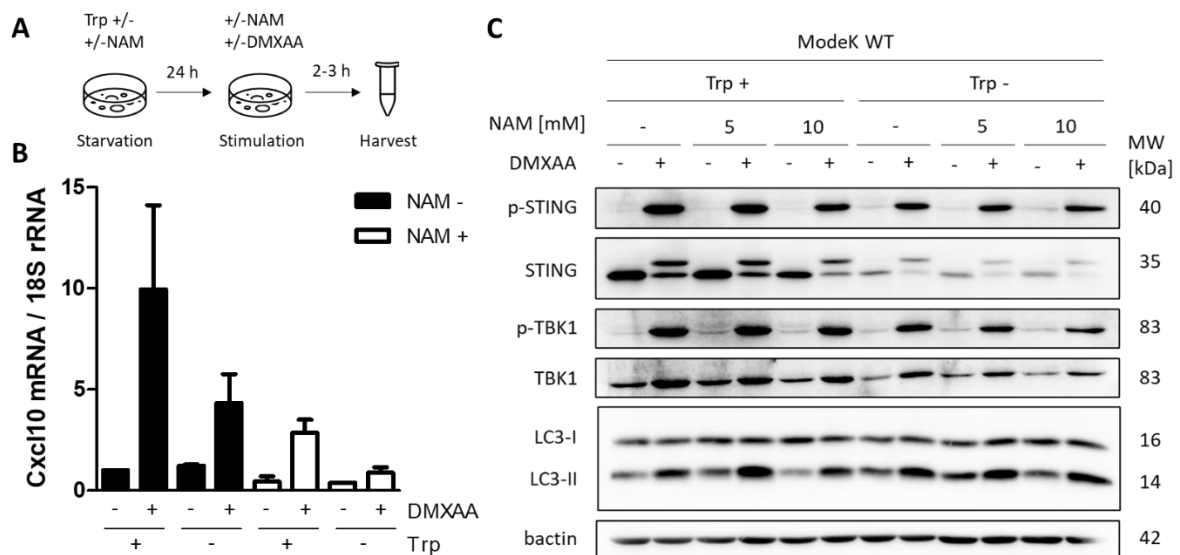 A
Trp +/-
+/-NAM
+/-NAM
+/-DMXAA
24 h
2-3 h
Starvation
Stimulation
Harvest
B
Cxcl10 mRNA / 18S rRNA
15
10
5
0
NAM -
NAM +
- + - + - + - + DMXAA
+ - + - Trp
C
ModeK WT
Trp + Trp -
NAM [mM] - 5 10 - 5 10
MW
[kDa]
DMXAA - + - + - + - + - + - +
p-STING 40
STING 35
p-TBK1 83
TBK1 83
LC3-I 16
LC3-II 14
bactin 42